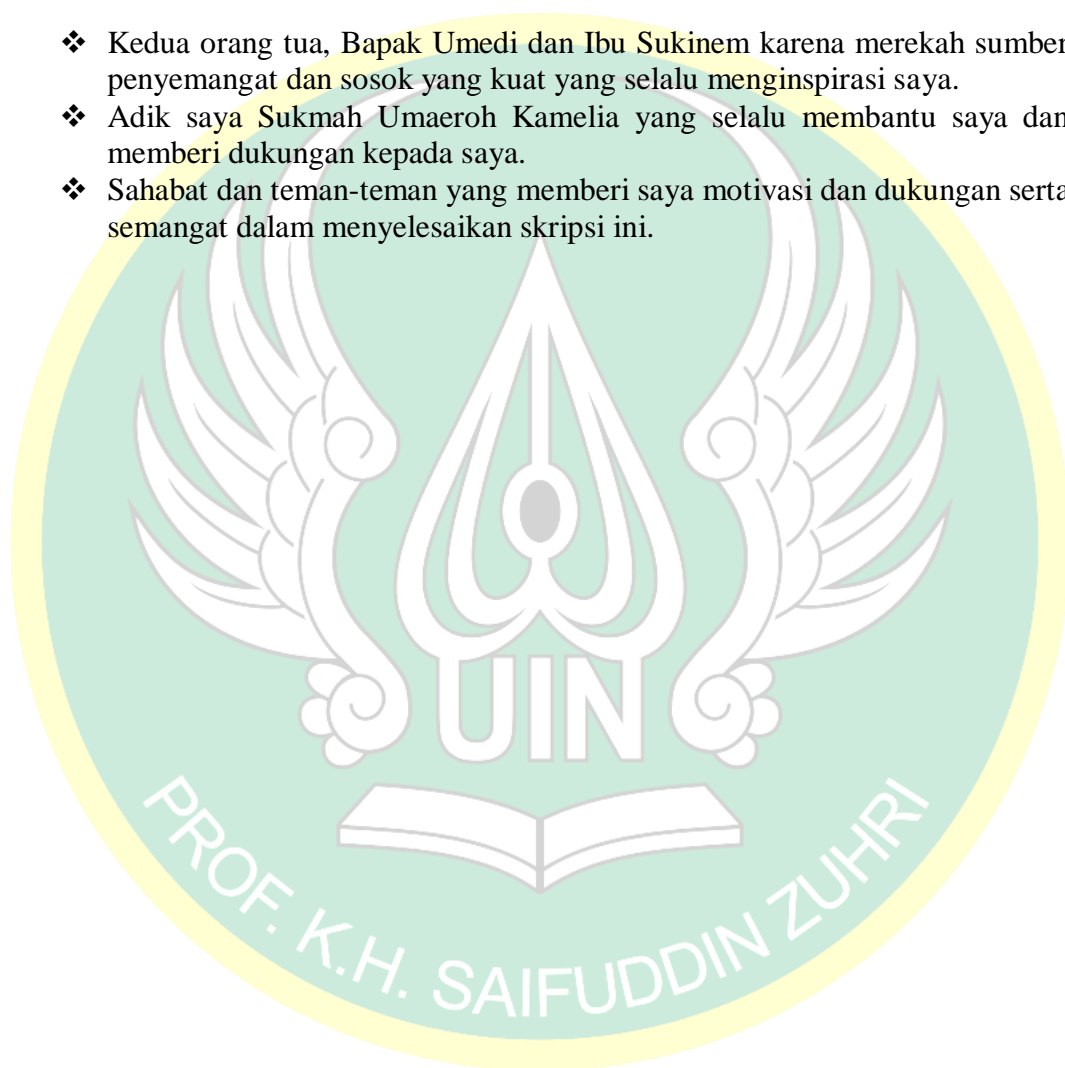 ❖ Kedua orang tua, Bapak Umedi dan Ibu Sukinem karena merekah sumber
penyemangat dan sosok yang kuat yang selalu menginspirasi saya.
❖ Adik saya Sukmah Umaeroh Kamelia yang selalu membantu saya dan
memberi dukungan kepada saya.
❖ Sahabat dan teman-teman yang memberi saya motivasi dan dukungan serta
semangat dalam menyelesaikan skripsi ini.
UIN
PROF. K.H. SAIFUDDIN ZUHRI